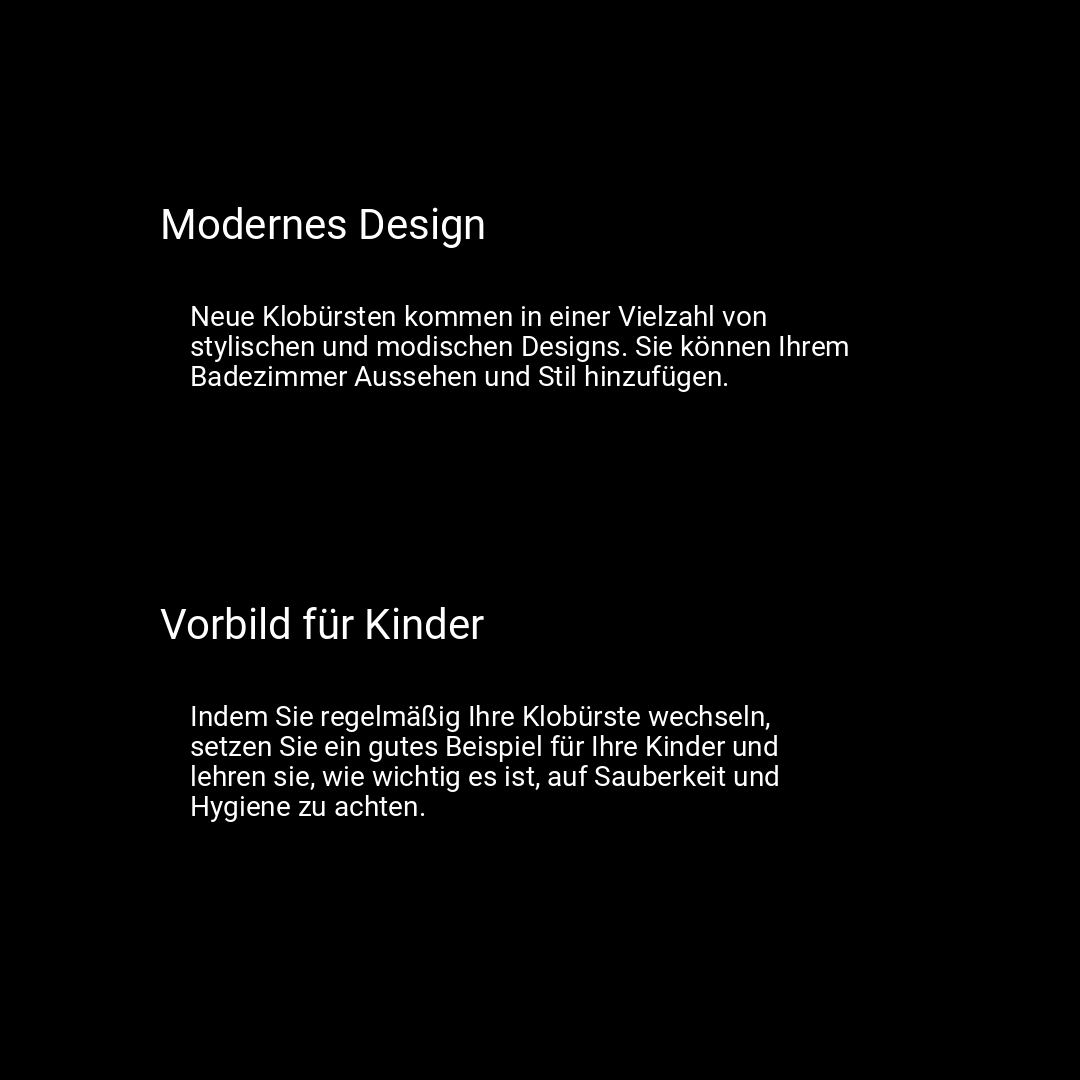 Modernes Design
Neue Klobürsten kommen in einer Vielzahl von
stylischen und modischen Designs. Sie können Ihrem
Badezimmer Aussehen und Stil hinzufügen.
Vorbild für Kinder
Indem Sie regelmäßig Ihre Klobürste wechseln,
setzen Sie ein gutes Beispiel für Ihre Kinder und
lehren sie, wie wichtig es ist, auf Sauberkeit und
Hygiene zu achten.